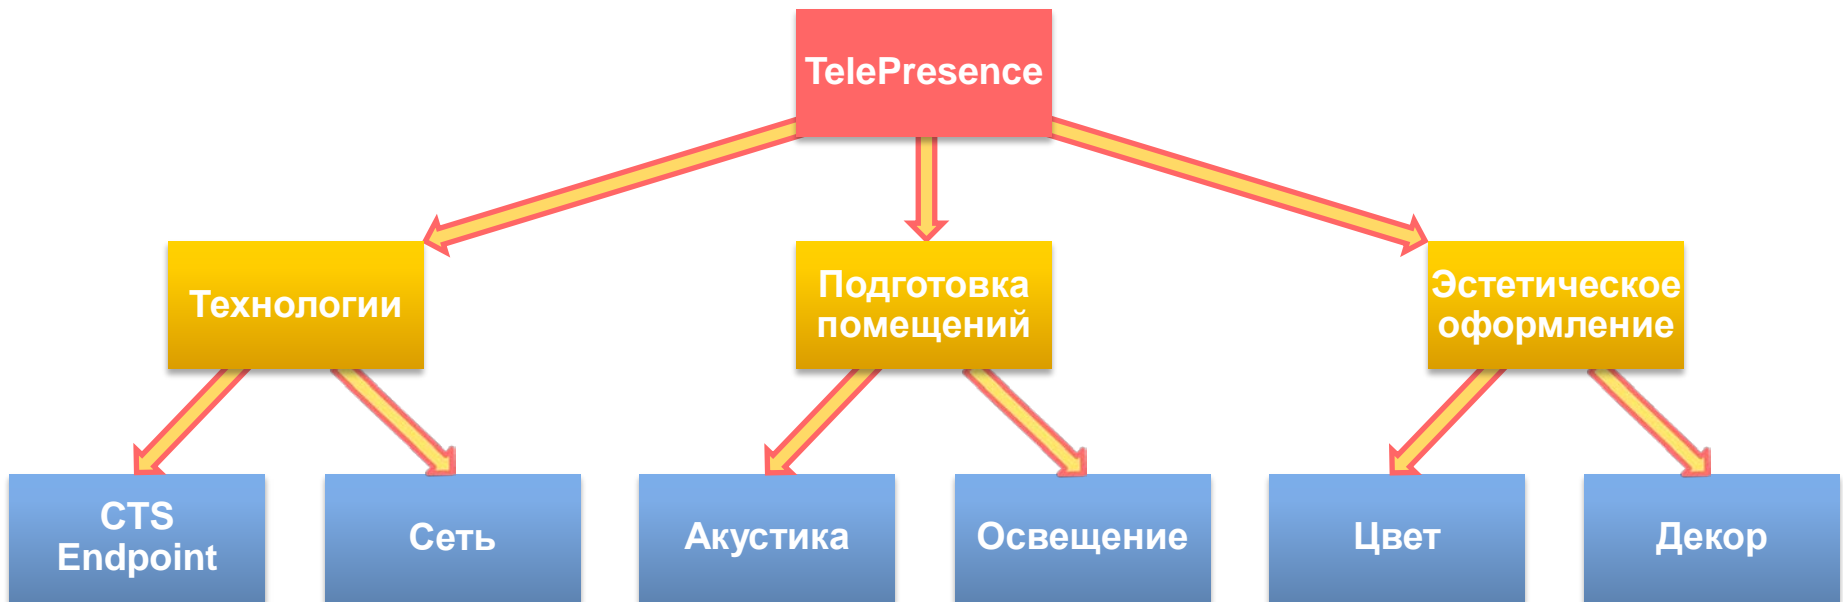 TelePresence
Технологии
Подготовка
помещений
Эстетическое
оформление
CTS
Endpoint
Сеть
Акустика
Освещение
Цвет
Декор